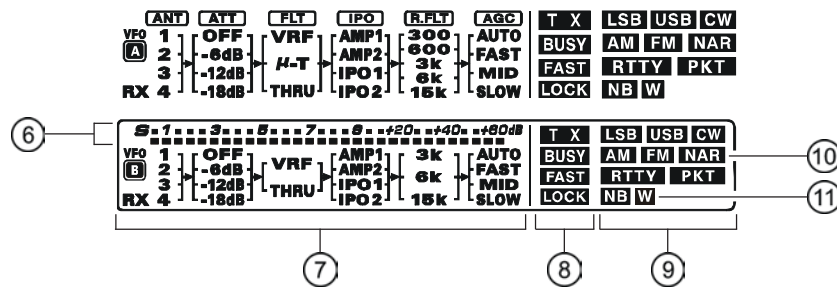 ANT ATT FLT IPO R.FLT AGC
VFO A 1 OFF VRF AMP1 300 AUTO T X LSB USB CW
2 -6dB μ-T AMP2 600 FAST BUSY AM FM NAR
3 -12dB IPO1 3k MID FAST RTTY PKT
6k
RX 4 -18dB THRU IPO2 15k SLOW LOCK NB W
6 S 1 3 5 7 8 +20 +40 +60dB T X LSB USB CW
VFO B 1 OFF VRF AMP1 3k AUTO BUSY AM FM NAR 10
2 -6dB AMP2 6k FAST FAST RTTY PKT
3 -12dB THRU IPO1 MID
RX 4 -18dB IPO2 15k SLOW LOCK NB W 11
7 8 9